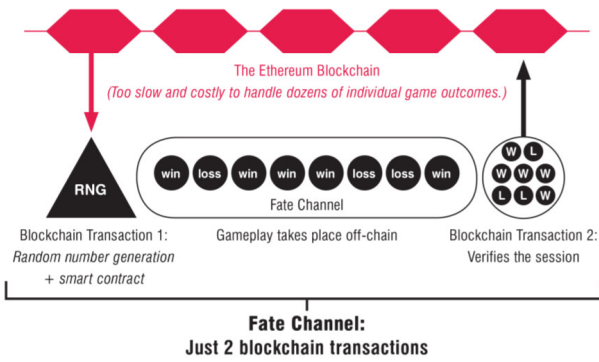 The Ethereum Blockchain
(Too slow and costly to handle dozens of individual game outcomes.)
RNG
win loss win win win loss loss win
Fate Channel
W L
W W W
L L W
Blockchain Transaction 1:
Random number generation
+ smart contract
Gameplay takes place off-chain
Blockchain Transaction 2:
Verifies the session
Fate Channel:
Just 2 blockchain transactions